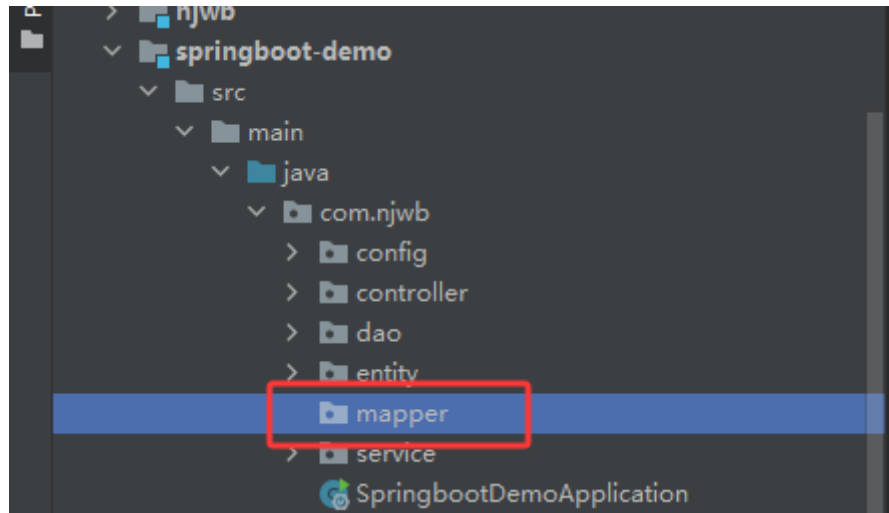 njwb
springboot-demo
src
main
java
com.njwb
config
controller
dao
entity
mapper
service
SpringbootDemoApplication